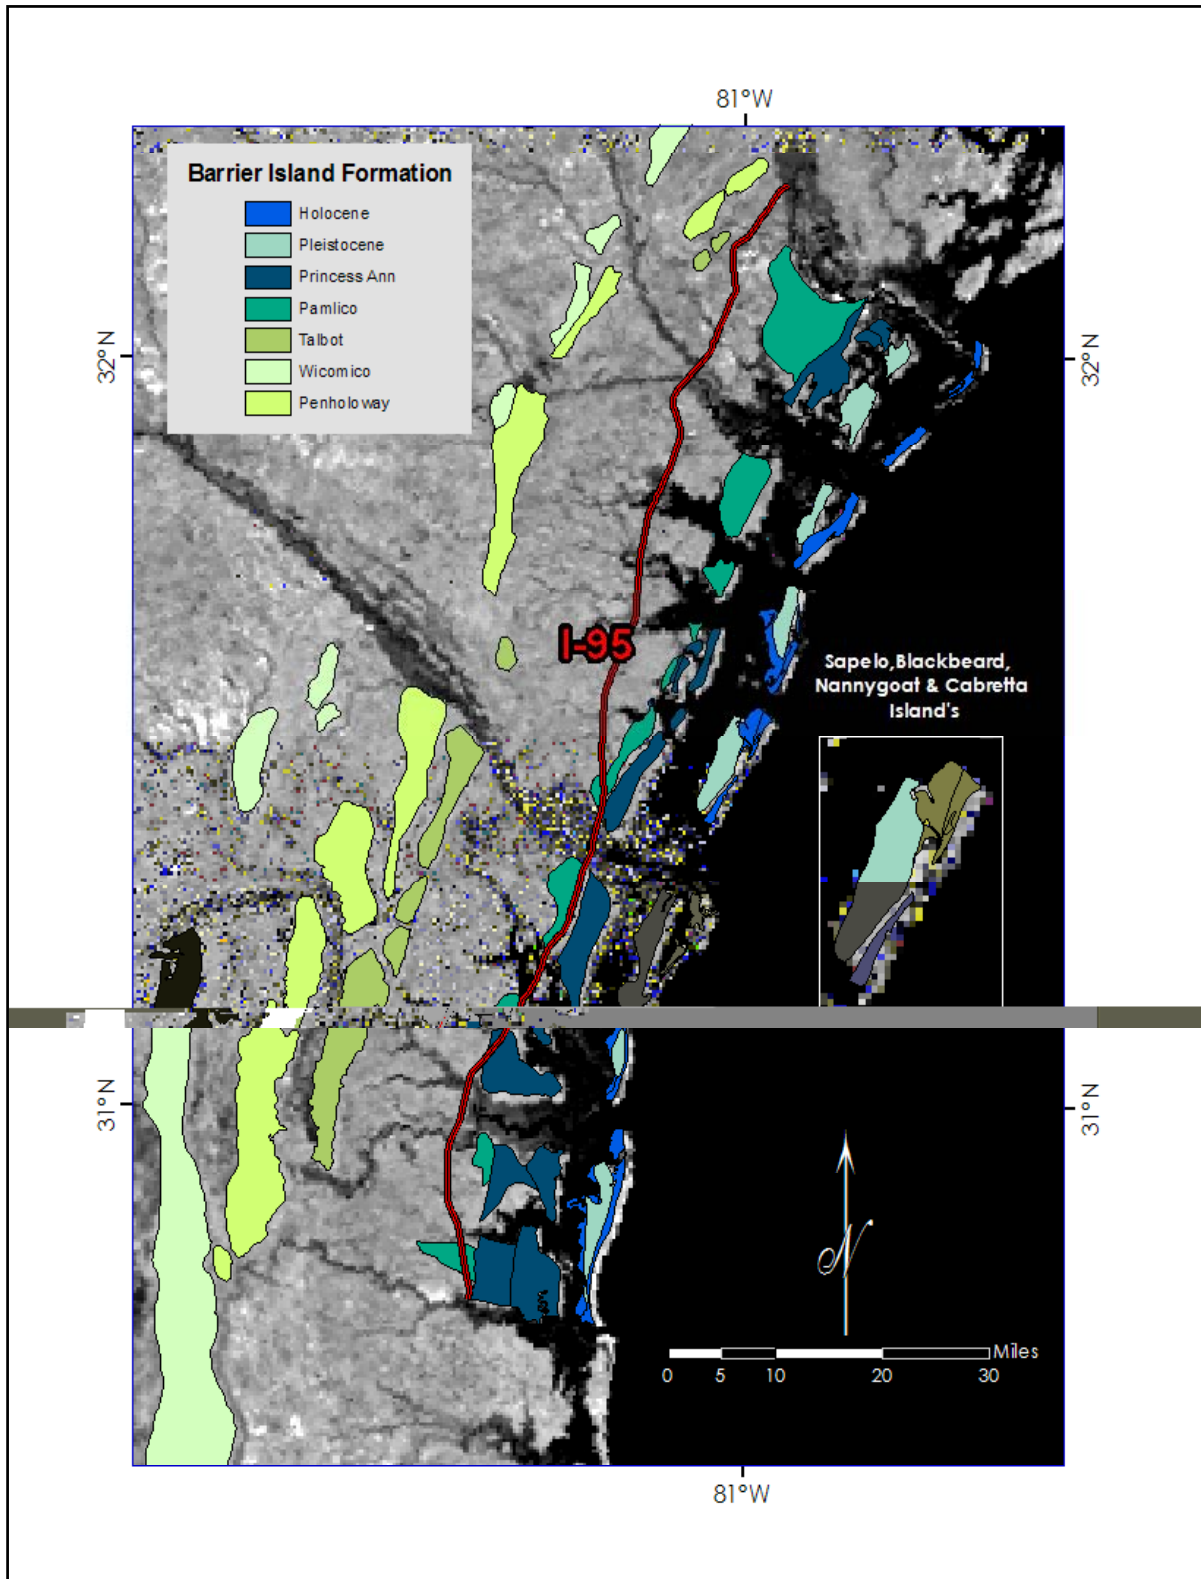 81°W
Barrier Island Formation
Holocene
Pleistocene
Princess Ann
Pamlico
Talbot
Wicomico
Penholoway
32°N
32°N
I-95
Sapelo,Blackbeard,
Nannygoat & Cabretta
Island's
31°N
31°N
N
Miles
0 5 10 20 30
81°W